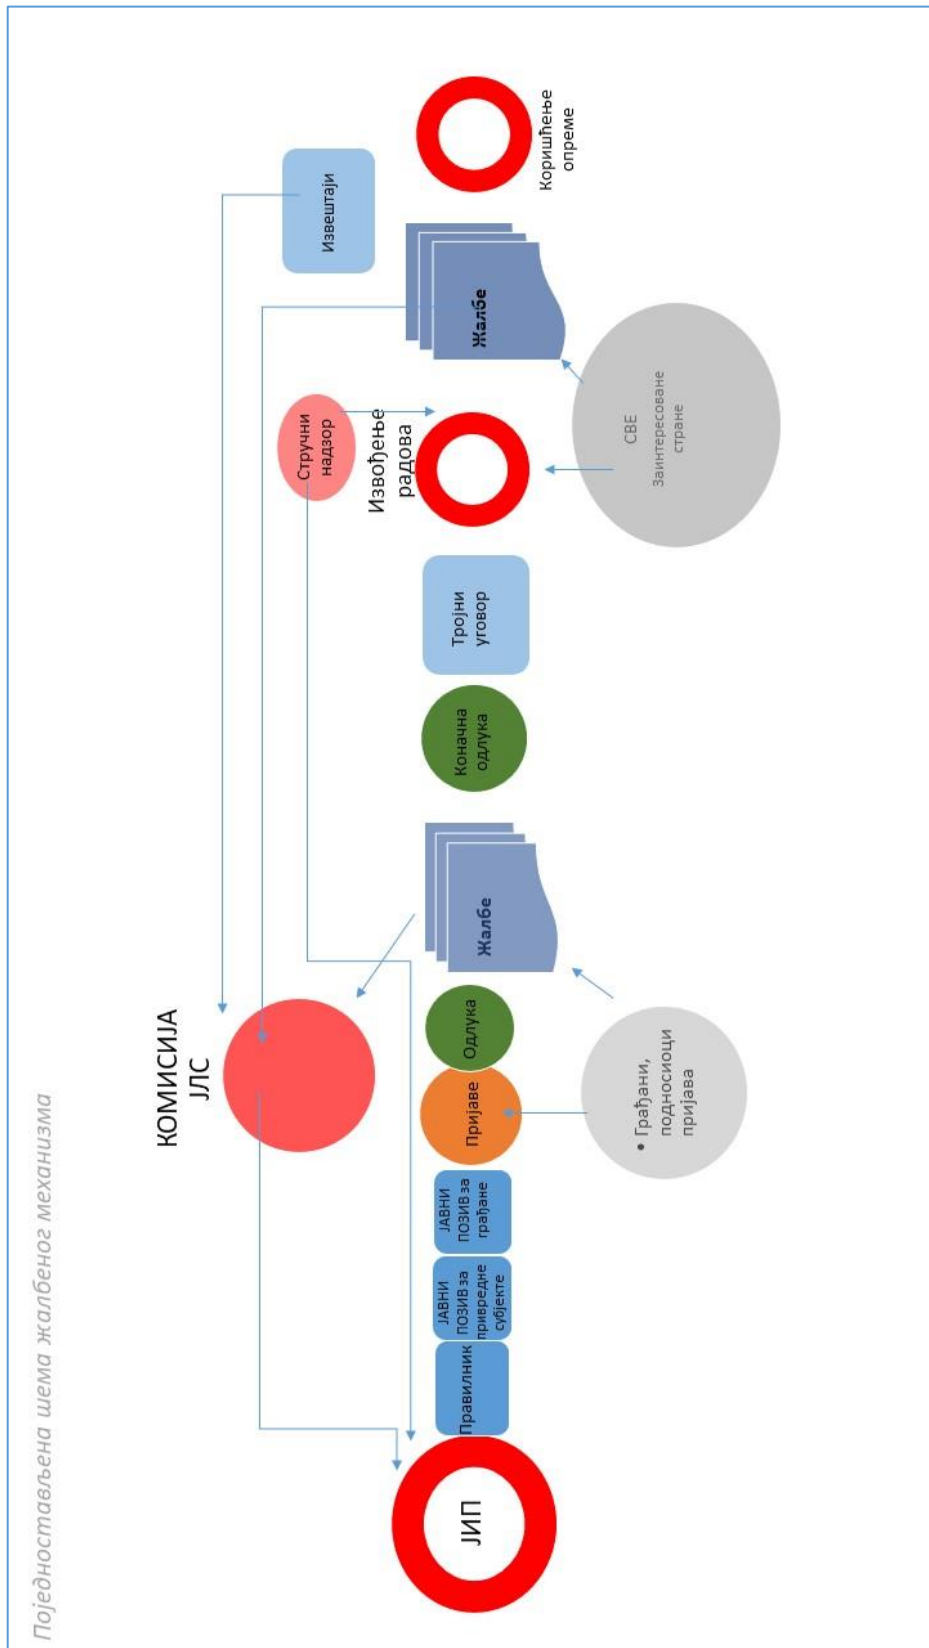 Поједностављена шема жалбеног механизма
КОМИСИЈА
ЈЛС
Извештаји
Стручни
надзор
Извођење
радова
ЈИП
Правилник
ЈАВНИ
ПОЗИВ за
привредне
субјекте
ЈАВНИ
ПОЗИВ за
грађане
Пријаве
Одлука
Жалбе
Коначна
одлука
Тројни
уговор
Жалбе
Коришћење
опреме
• Грађани,
подносиоци
пријава
СВЕ
Заинтересоване
стране